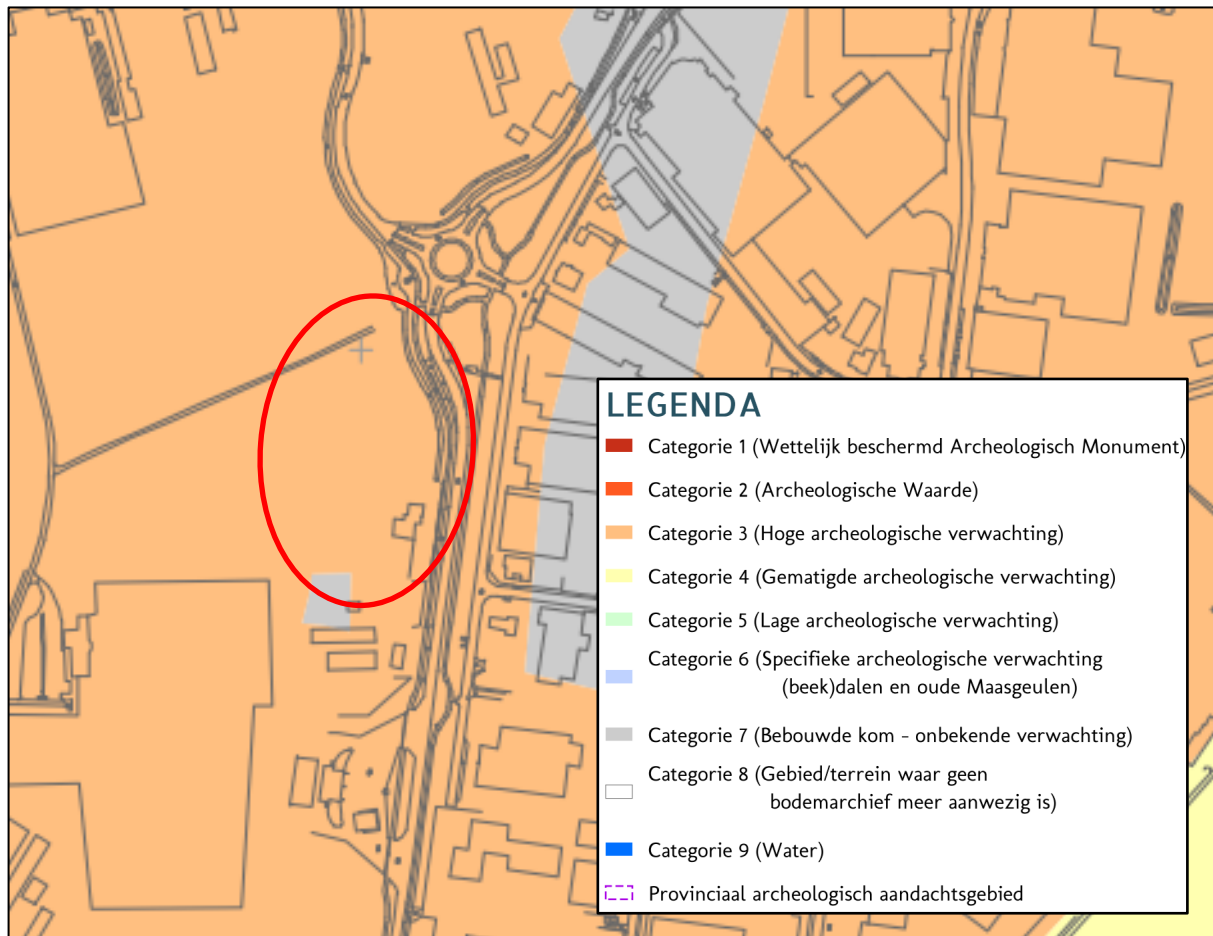 LEGENDA
Categorie 1 (Wettelijk beschermd Archeologisch Monument)
Categorie 2 (Archeologische Waarde)
Categorie 3 (Hoge archeologische verwachting)
Categorie 4 (Gematigde archeologische verwachting)
Categorie 5 (Lage archeologische verwachting)
Categorie 6 (Specifieke archeologische verwachting
(beek)dalen en oude Maasgeulen)
Categorie 7 (Bebouwde kom - onbekende verwachting)
Categorie 8 (Gebied/terrein waar geen
bodemarchief meer aanwezig is)
Categorie 9 (Water)
Provinciaal archeologisch aandachtsgebied